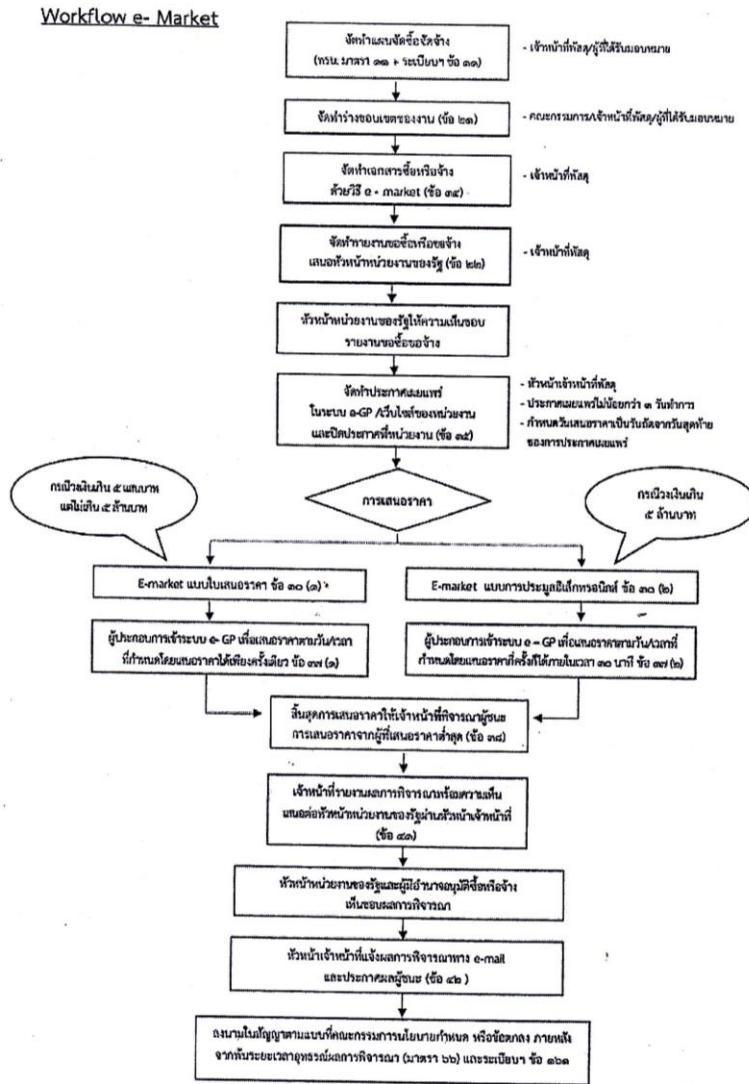 Workflow e- Market
จัดทำแผนจัดซื้อจัดจ้าง
(พรบ. มาตรา ๑๑ + ระเบียบฯ ข้อ ๑๑)
- เจ้าหน้าที่พัสดุ/ผู้ที่ได้รับมอบหมาย
จัดทำร่างขอบเขตของงาน (ข้อ ๒๑)
- คณะกรรมการ/เจ้าหน้าที่พัสดุ/ผู้ที่ได้รับมอบหมาย
จัดทำเอกสารซื้อหรือจ้าง
ด้วยวิธี e - market (ข้อ ๓๔)
- เจ้าหน้าที่พัสดุ
จัดทำรายงานขอซื้อหรือขอจ้าง
เสนอหัวหน้าหน่วยงานของรัฐ (ข้อ ๒๒)
- เจ้าหน้าที่พัสดุ
หัวหน้าหน่วยงานของรัฐให้ความเห็นชอบ
รายงานขอซื้อขอจ้าง
จัดทำประกาศเผยแพร่
ในระบบ e-GP /เว็บไซต์ของหน่วยงาน
และปิดประกาศที่หน่วยงาน (ข้อ ๓๕)
- หัวหน้าเจ้าหน้าที่พัสดุ
- ประกาศเผยแพร่ไม่น้อยกว่า ๓ วันทำการ
- กำหนดวันเสนอราคาเป็นวันถัดจากวันสุดท้าย
ของการประกาศเผยแพร่
กรณีวงเงินเกิน ๕ แสนบาท
แต่ไม่เกิน ๕ ล้านบาท
การเสนอราคา
กรณีวงเงินเกิน
๕ ล้านบาท
E-market แบบใบเสนอราคา ข้อ ๓๐ (๑)
E-market แบบการประมูลอิเล็กทรอนิกส์ ข้อ ๓๐ (๒)
ผู้ประกอบการเข้าระบบ e- GP เพื่อเสนอราคาตามวัน/เวลา
ที่กำหนดโดยเสนอราคาได้เพียงครั้งเดียว ข้อ ๓๗ (๑)
ผู้ประกอบการเข้าระบบ e – GP เพื่อเสนอราคาตามวัน/เวลาที่
กำหนดโดยเสนอราคากี่ครั้งก็ได้ภายในเวลา ๓๐ นาที ข้อ ๓๗ (๒)
สิ้นสุดการเสนอราคาให้เจ้าหน้าที่พิจารณาผู้ชนะ
การเสนอราคาจากผู้ที่เสนอราคาต่ำสุด (ข้อ ๓๘)
เจ้าหน้าที่รายงานผลการพิจารณาพร้อมความเห็น
เสนอต่อหัวหน้าหน่วยงานของรัฐผ่านหัวหน้าเจ้าหน้าที่
(ข้อ ๔๑)
หัวหน้าหน่วยงานของรัฐและผู้มีอำนาจอนุมัติซื้อหรือจ้าง
เห็นชอบผลการพิจารณา
หัวหน้าเจ้าหน้าที่แจ้งผลการพิจารณาทาง e-mail
และประกาศผลผู้ชนะ (ข้อ ๔๒ )
ลงนามในสัญญาตามแบบที่คณะกรรมการนโยบายกำหนด หรือข้อตกลง ภายหลัง
จากพ้นระยะเวลาอุทธรณ์ผลการพิจารณา (มาตรา ๖๖) และระเบียบฯ ข้อ ๑๖๑